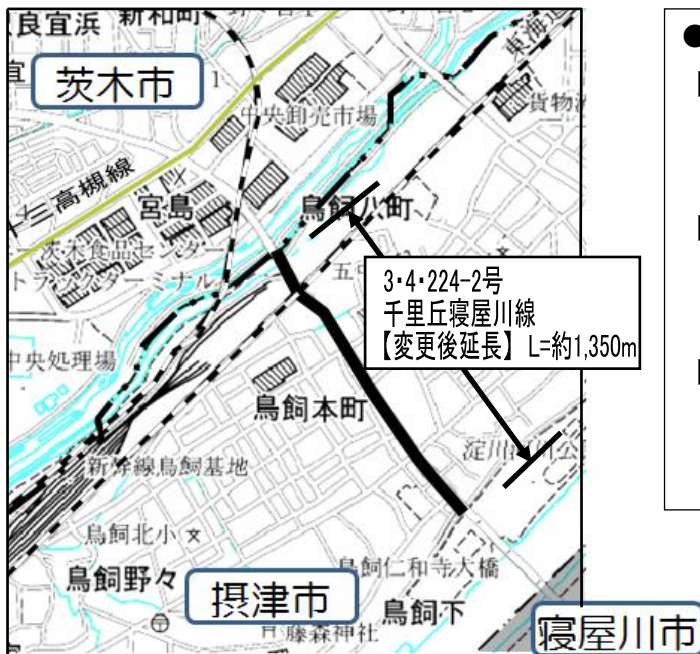 良宜浜
新和町
東海道
宜
茨木市
1
中央卸売市場
貨物
十三高槻線
宮島
鳥飼八町
茨木食品センター
トラックターミナル
五
3・4・224-2号
千里丘寝屋川線
【変更後延長】 L=約1,350m
中央処理場
鳥飼本町
淀川
新幹線鳥飼基地
鳥飼北小
鳥飼仁和寺大橋
鳥飼野々
摂津市
鳥飼下
藤森神社
寝屋川市
●